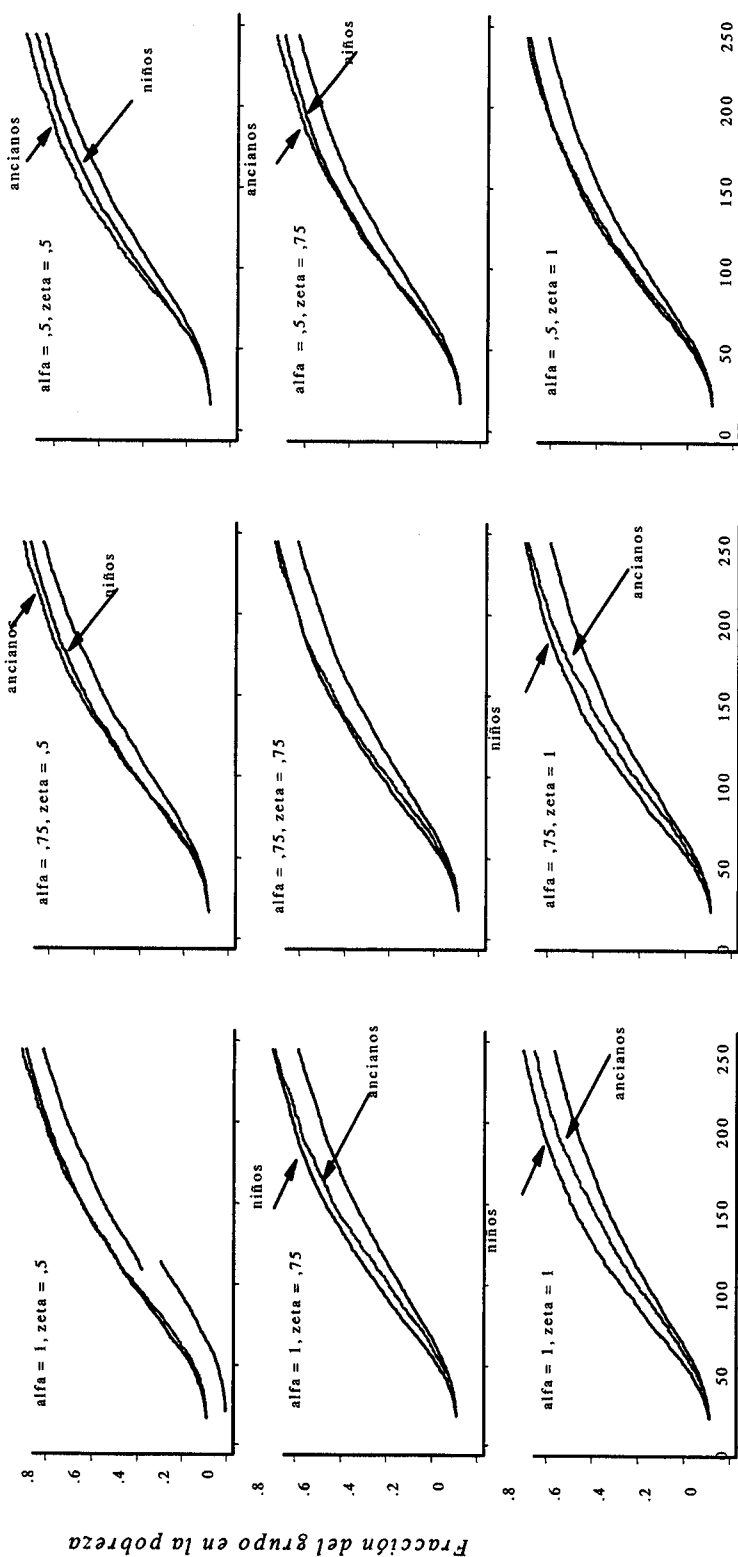 Fracción del grupo en la pobreza
ancianos
ancianos
.8
alfa = 1, zeta = ,5
alfa = ,75, zeta = ,5
alfa = ,5, zeta = ,5
.6
niños
niños
.4
.2
0
niños
ancianos
.8
alfa = 1, zeta = ,75
alfa = ,75, zeta = ,75
alfa = ,5, zeta = ,75
niños
.6
ancianos
.4
.2
0
niños'
niños
.8
alfa = 1, zeta = 1
alfa = ,75, zeta = 1
alfa = ,5, zeta = 1
.6
ancianos
ancianos
.4
.2
0
0 50 100 150 200 250
0 50 100 150 200 250
0 50 100 150 200 250